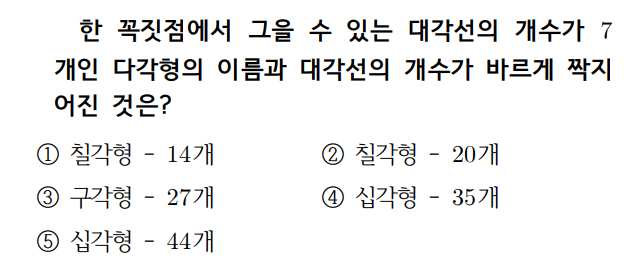 한 꼭짓점에서 그을 수 있는 대각선의 개수가 7
개인 다각형의 이름과 대각선의 개수가 바르게 짝지
어진 것은?
① 칠각형 - 14개 ② 칠각형 - 20개
③ 구각형 - 27개 ④ 십각형 - 35개
⑤ 십각형 - 44개